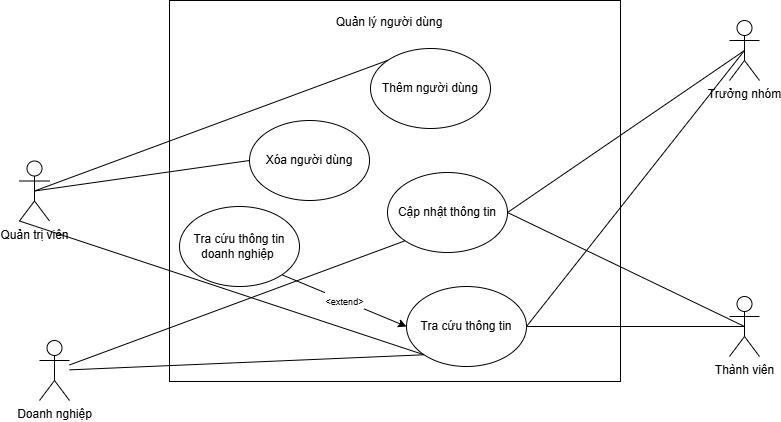 Quản lý người dùng
Thêm người dùng
Trưởng nhóm
Xóa người dùng
Quản trị viên
Cập nhật thông tin
Tra cứu thông tin
doanh nghiệp
<extend>
Tra cứu thông tin
Thành viên
Doanh nghiệp